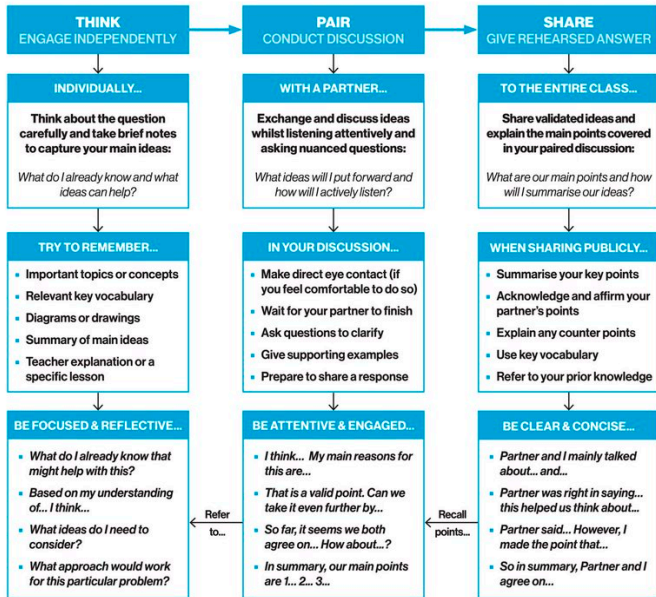 THINK
ENGAGE INDEPENDENTLY
INDIVIDUALLY...
Think about the question
carefully and take brief notes
to capture your main ideas:
What do I already know and what
ideas can help?
TRY TO REMEMBER...
▪ Important topics or concepts
▪ Relevant key vocabulary
▪ Diagrams or drawings
▪ Summary of main ideas
▪ Teacher explanation or a
specific lesson
BE FOCUSED & REFLECTIVE...
▪ What do I already know that
might help with this?
▪ Based on my understanding
of... I think...
▪ What ideas do I need to
consider?
▪ What approach would work
for this particular problem?
PAIR
CONDUCT DISCUSSION
WITH A PARTNER...
Exchange and discuss ideas
whilst listening attentively and
asking nuanced questions:
What ideas will I put forward and
how will I actively listen?
IN YOUR DISCUSSION...
▪ Make direct eye contact (if
you feel comfortable to do so)
▪ Wait for your partner to finish
▪ Ask questions to clarify
▪ Give supporting examples
▪ Prepare to share a response
BE ATTENTIVE & ENGAGED...
▪ I think... My main reasons for
this are...
▪ That is a valid point. Can we
take it even further by...
▪ So far, it seems we both
agree on... How about...?
▪ In summary, our main points
are 1... 2... 3...
Refer
to...
SHARE
GIVE REHEARSED ANSWER
TO THE ENTIRE CLASS...
Share validated ideas and
explain the main points covered
in your paired discussion:
What are our main points and how
will I summarise our ideas?
WHEN SHARING PUBLICLY...
▪ Summarise your key points
▪ Acknowledge and affirm your
partner's points
▪ Explain any counter points
▪ Use key vocabulary
▪ Refer to your prior knowledge
BE CLEAR & CONCISE...
▪ Partner and I mainly talked
about... and...
▪ Partner was right in saying...
this helped us think about...
▪ Partner said... However, I
made the point that...
▪ So in summary, Partner and I
agree on...
Recall
points...